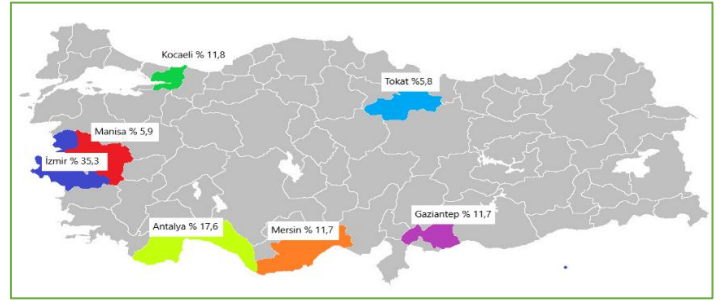 Kocaeli % 11,8
Tokat %5,8
Manisa % 5,9
İzmir % 35,3
Gaziantep % 11,7
Antalya % 17,6
Mersin % 11,7